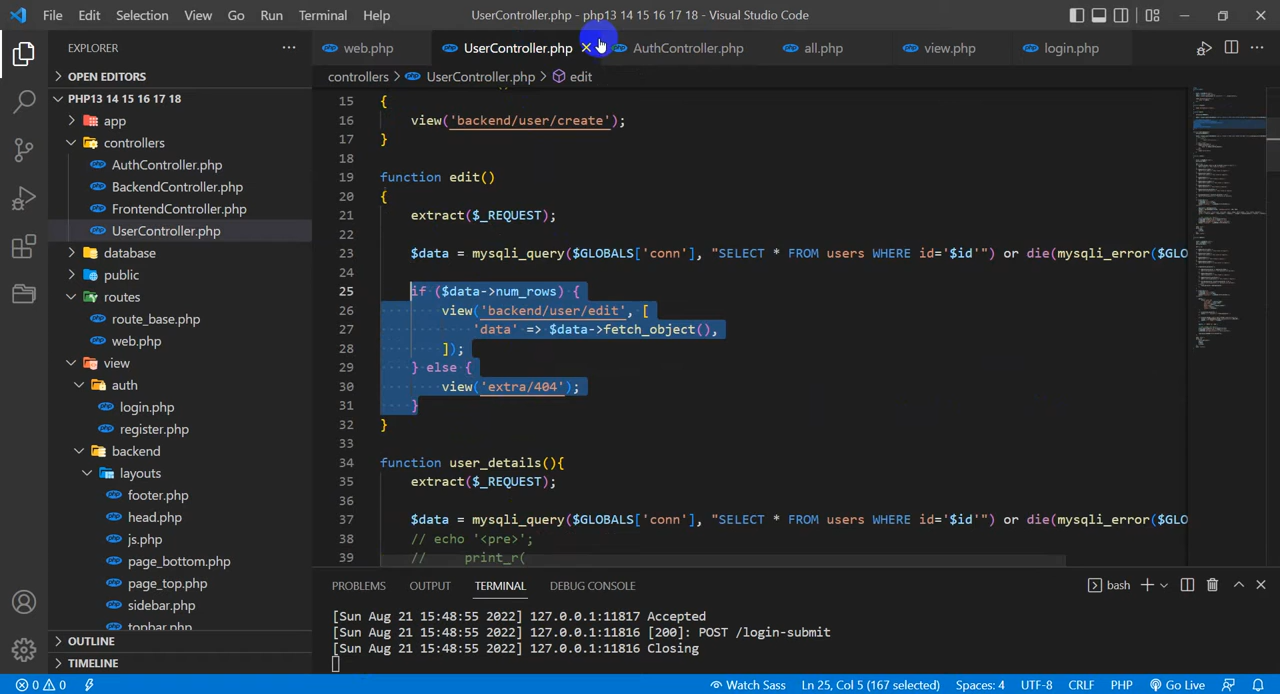 File Edit Selection View Go Run Terminal Help
UserController.php - php13 14 15 16 17 18 - Visual Studio Code
EXPLORER
web.php
UserController.php
AuthController.php
all.php
view.php
login.php
OPEN EDITORS
PHP13 14 15 16 17 18
app
controllers
AuthController.php
BackendController.php
FrontendController.php
UserController.php
database
public
routes
route_base.php
web.php
view
auth
login.php
register.php
backend
layouts
footer.php
head.php
js.php
page_bottom.php
page_top.php
sidebar.php
topbar.php
OUTLINE
TIMELINE
controllers > UserController.php > edit
15 {
16 view('backend/user/create');
17 }
18
19 function edit()
20 {
21 extract($_REQUEST);
22
23 $data = mysqli_query($GLOBALS['conn'], "SELECT * FROM users WHERE id='$id'") or die(mysqli_error($GLO
24
25 if ($data->num_rows) {
26 view('backend/user/edit', [
27 'data' => $data->fetch_object(),
28 ]);
29 } else {
30 view('extra/404');
31 }
32 }
33
34 function user_details(){
35 extract($_REQUEST);
36
37 $data = mysqli_query($GLOBALS['conn'], "SELECT * FROM users WHERE id='$id'") or die(mysqli_error($GLO
38 // echo '<pre>';
39 // print_r(
PROBLEMS OUTPUT TERMINAL DEBUG CONSOLE
bash
[Sun Aug 21 15:48:55 2022] 127.0.0.1:11817 Accepted
[Sun Aug 21 15:48:55 2022] 127.0.0.1:11816 [200]: POST /login-submit
[Sun Aug 21 15:48:55 2022] 127.0.0.1:11816 Closing
0 0 Watch Sass Ln 25, Col 5 (167 selected) Spaces: 4 UTF-8 CRLF PHP Go Live